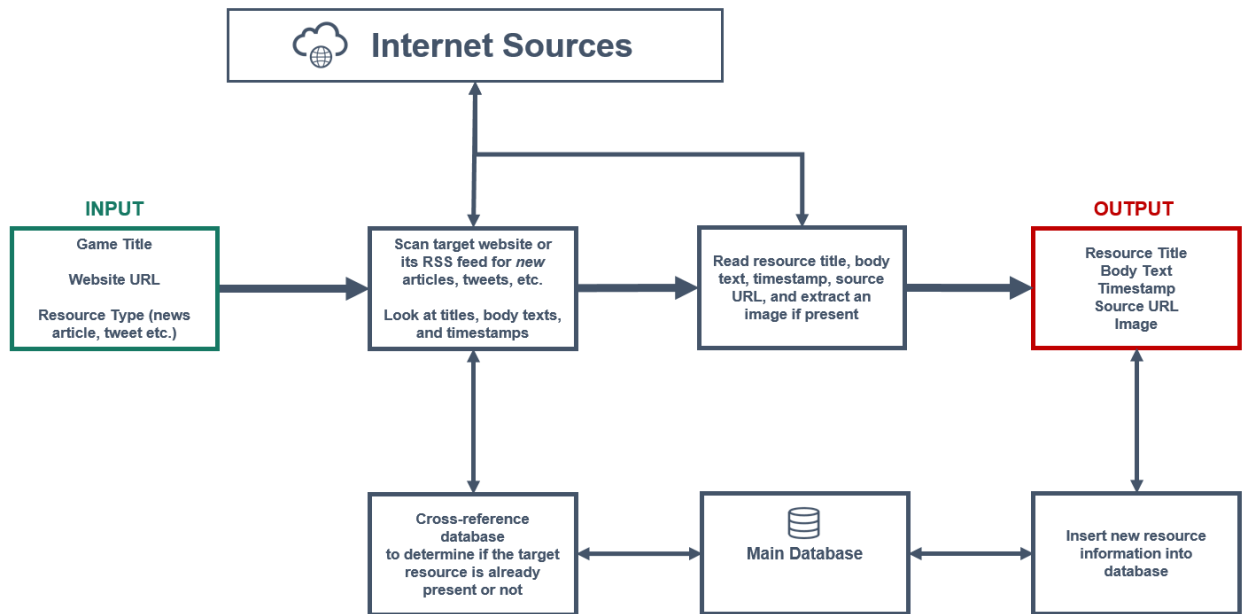 Internet Sources
INPUT
Game Title
Website URL
Resource Type (news
article, tweet etc.)
Scan target website or
its RSS feed for new
articles, tweets, etc.
Look at titles, body texts,
and timestamps
Read resource title, body
text, timestamp, source
URL, and extract an
image if present
OUTPUT
Resource Title
Body Text
Timestamp
Source URL
Image
Cross-reference
database
to determine if the target
resource is already
present or not
Main Database
Insert new resource
information into
database